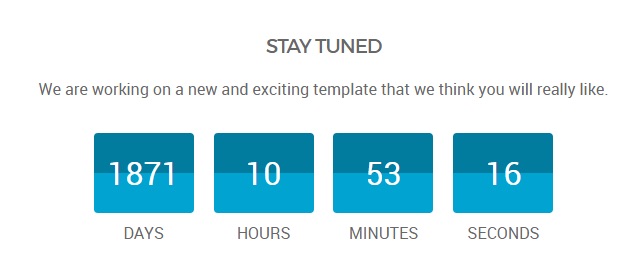 STAY TUNED
We are working on a new and exciting template that we think you will really like.
1871 10 53 16
DAYS HOURS MINUTES SECONDS